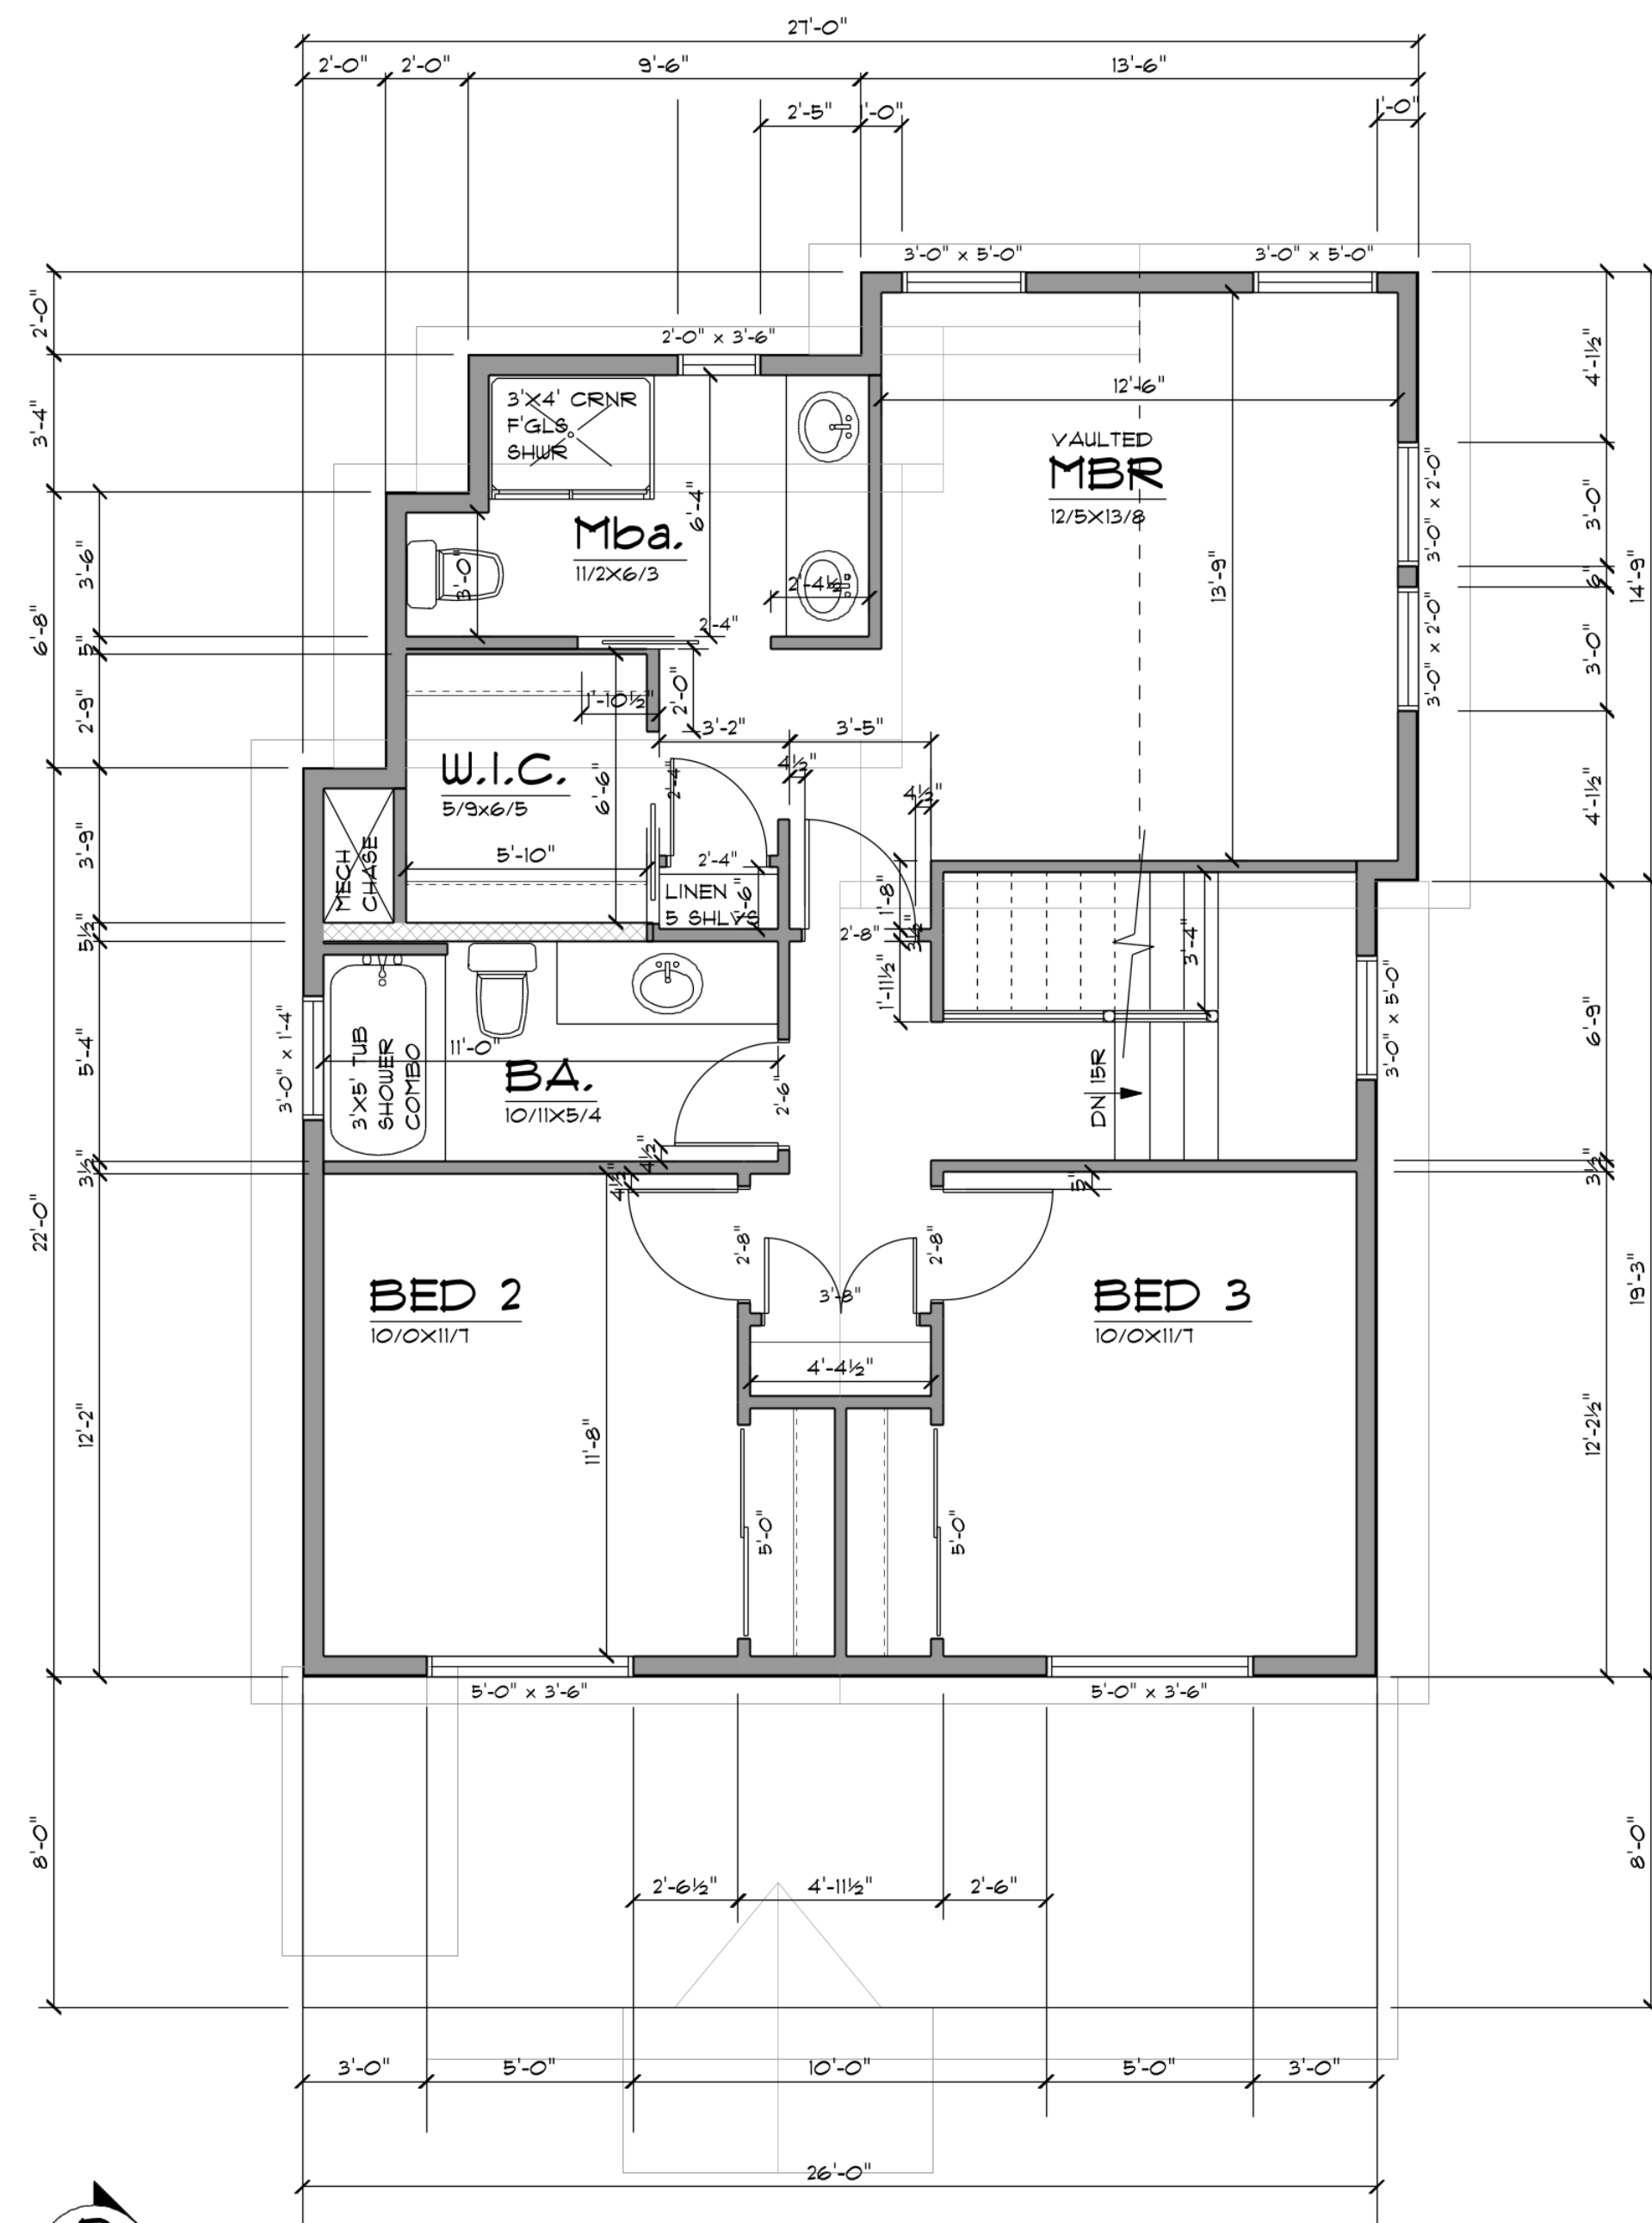 27'-0"
2'-0" 2'-0" 9'-6" 13'-6"
2'-5" 1'-0" 1'-0"
3'-0" x 5'-0" 3'-0" x 5'-0"
2'-0"
2'-0" x 3'-6"
4'-1½"
3'X4' CRNR
F'GLS
SHWR
12'-6"
3'-4"
VAULTED
MBR
12/5X13/8
3'-0" x 2'-0"
3'-0"
6'-4"
Mba.
11/2X6/3
3'-0"
2'-4½"
13'-9"
6"
14'-9"
3'-6"
6'-8"
5"
2'-4"
3'-0" x 2'-0"
3'-0"
2'-9"
1'-10½"
2'-0"
3'-2" 3'-5"
4½"
4½"
W.I.C.
5/9x6/5
6'-6"
2'-4"
4'-1½"
3'-9"
MECH
CHASE
5'-10"
2'-4"
LINEN
5 SHLVS
1'-8"
2'-8"
3½"
5½"
1'-11½"
3'-4"
3'-0" x 5'-0"
6'-9"
3'-0" x 1'-4"
5'-4"
3'X5' TUB
SHOWER
COMBO
11'-0"
BA.
10/11X5/4
2'-6"
DN 15R
4½"
3½"
4½"
5"
3½"
22'-0"
2'-8" 2'-8"
19'-3"
BED 2
10/0X11/7
3'-8"
BED 3
10/0X11/7
4'-4½"
12'-2"
11'-8"
12'-2½"
5'-0" 5'-0"
5'-0" x 3'-6" 5'-0" x 3'-6"
8'-0" 8'-0"
2'-6½" 4'-11½" 2'-6"
3'-0" 5'-0" 10'-0" 5'-0" 3'-0"
26'-0"